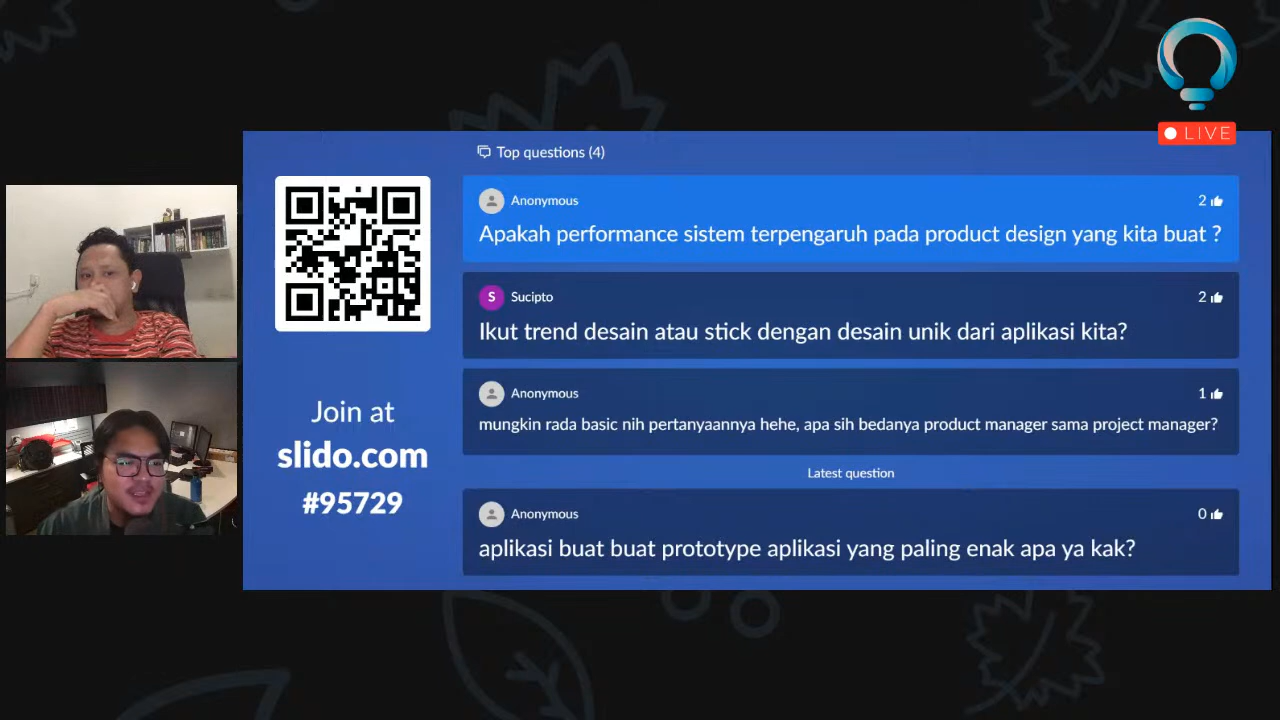 LIVE
Top questions (4)
Anonymous
2
Apakah performance sistem terpengaruh pada product design yang kita buat ?
S
Sucipto
2
Ikut trend desain atau stick dengan desain unik dari aplikasi kita?
Anonymous
1
mungkin rada basic nih pertanyaannya hehe, apa sih bedanya product manager sama project manager?
Latest question
Anonymous
0
aplikasi buat buat prototype aplikasi yang paling enak apa ya kak?
Join at
slido.com
#95729